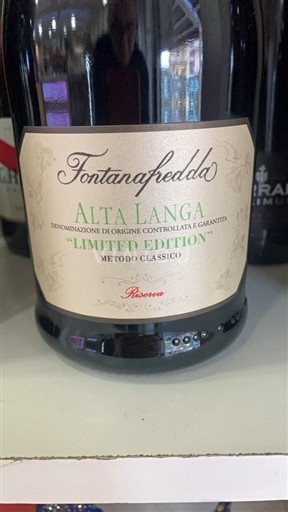 Fontanafredda
ALTA LANGA
DENOMINAZIONE DI ORIGINE CONTROLLATA E GARANTITA
"LIMITED EDITION"
METODO CLASSICO
Riserva